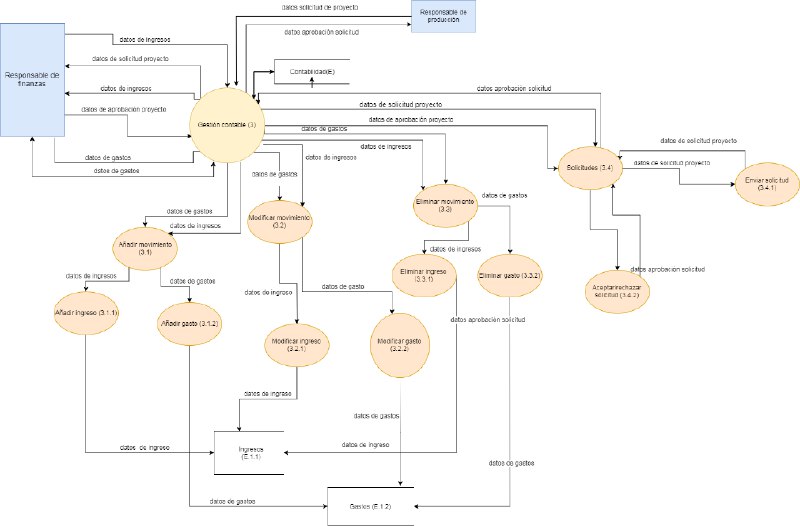 datos solicitud de proyecto
Responsable de
producción
datos aprobación solicitud
datos de ingresos
Responsable de
finanzas
datos de solicitud proyecto
Contabilidad(E)
datos de ingresos
datos aprobación solicitud
datos de aprobación proyecto
datos de solicitud proyecto
Gestión contable (3)
datos de aprobación proyecto
datos de gastos
datos de ingresos
datos de solicitud proyecto
datos de gastos
datos de ingresos
datos de gastos
Solicitudes (3.4)
datos de solicitud proyecto
Enviar solicitud
(3.4.1)
datos de gastos
datos de gastos
Eliminar movimiento
(3.3)
datos de gastos
Modificar movimiento
(3.2)
datos de ingresos
Añadir movimiento
(3.1)
datos de ingresos
datos de ingresos
datos de gastos
Eliminar ingreso
(3.3.1)
Eliminar gasto (3.3.2)
datos aprobación solicitud
datos de ingreso
datos de gasto
Aceptar/rechazar
solicitud (3.4.2)
Añadir ingreso (3.1.1)
Añadir gasto (3.1.2)
datos aprobación solicitud
Modificar ingreso
(3.2.1)
Modificar gasto
(3.2.2)
datos de ingreso
datos de gastos
datos de ingreso
Ingresos
(E.1.1)
datos de ingreso
datos de gastos
datos de gastos
Gastos (E.1.2)